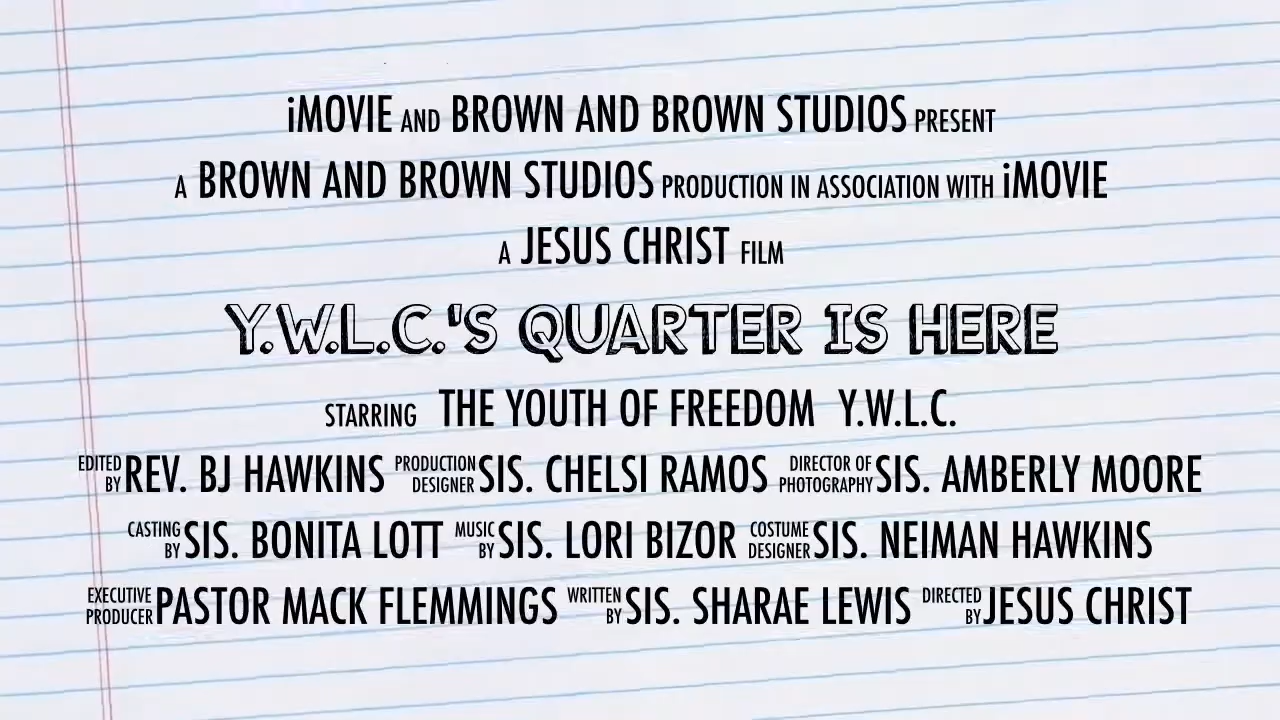 iMOVIE AND BROWN AND BROWN STUDIOS PRESENT
A BROWN AND BROWN STUDIOS PRODUCTION IN ASSOCIATION WITH iMOVIE
A JESUS CHRIST FILM
Y.W.L.C.'S QUARTER IS HERE
STARRING THE YOUTH OF FREEDOM Y.W.L.C.
EDITED BY REV. BJ HAWKINS PRODUCTION DESIGNER SIS. CHELSI RAMOS DIRECTOR OF PHOTOGRAPHY SIS. AMBERLY MOORE
CASTING BY SIS. BONITA LOTT MUSIC BY SIS. LORI BIZOR COSTUME DESIGNER SIS. NEIMAN HAWKINS
EXECUTIVE PRODUCER PASTOR MACK FLEMMINGS WRITTEN BY SIS. SHARAE LEWIS DIRECTED BY JESUS CHRIST